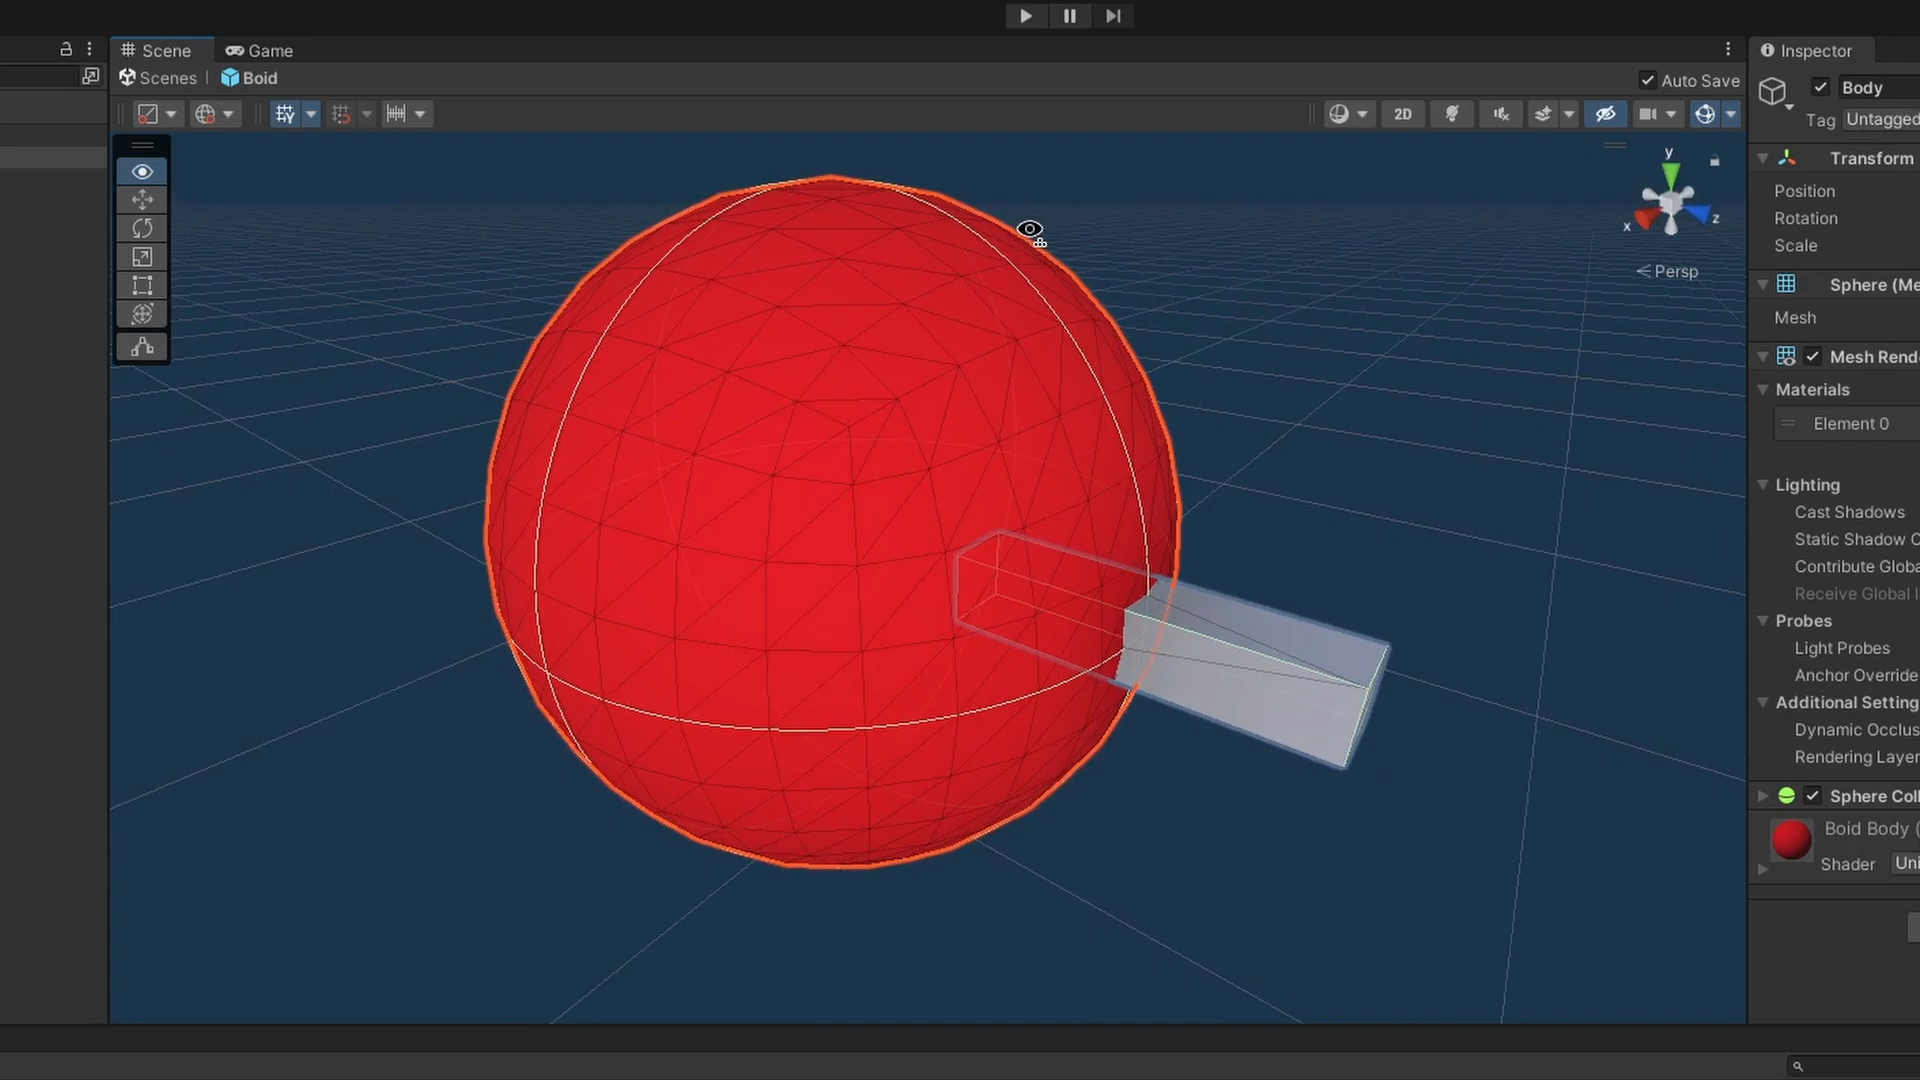 Scene
Game
Inspector
Scenes
Boid
Auto Save
Body
2D
Tag
Untagged
Transform
Position
Rotation
Scale
y
x
z
Persp
Sphere (Me
Mesh
Mesh Rende
Materials
Element 0
Lighting
Cast Shadows
Static Shadow C
Contribute Globa
Receive Global I
Probes
Light Probes
Anchor Override
Additional Setting
Dynamic Occlus
Rendering Layer
Sphere Coll
Boid Body (
Shader
Uni